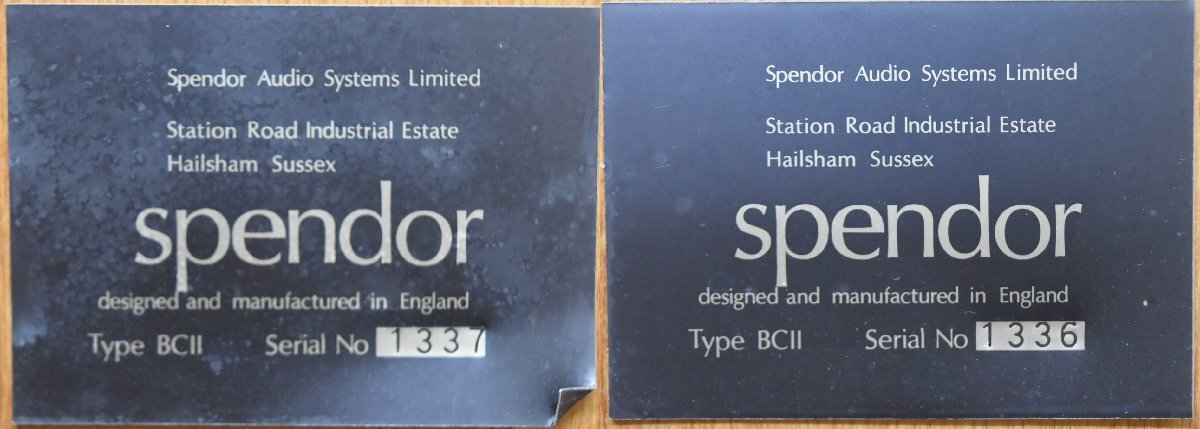 Spendor Audio Systems Limited
Station Road Industrial Estate
Hailsham Sussex
spendor
designed and manufactured in England
Type BCII Serial No 1337
Spendor Audio Systems Limited
Station Road Industrial Estate
Hailsham Sussex
spendor
designed and manufactured in England
Type BCII Serial No 1336